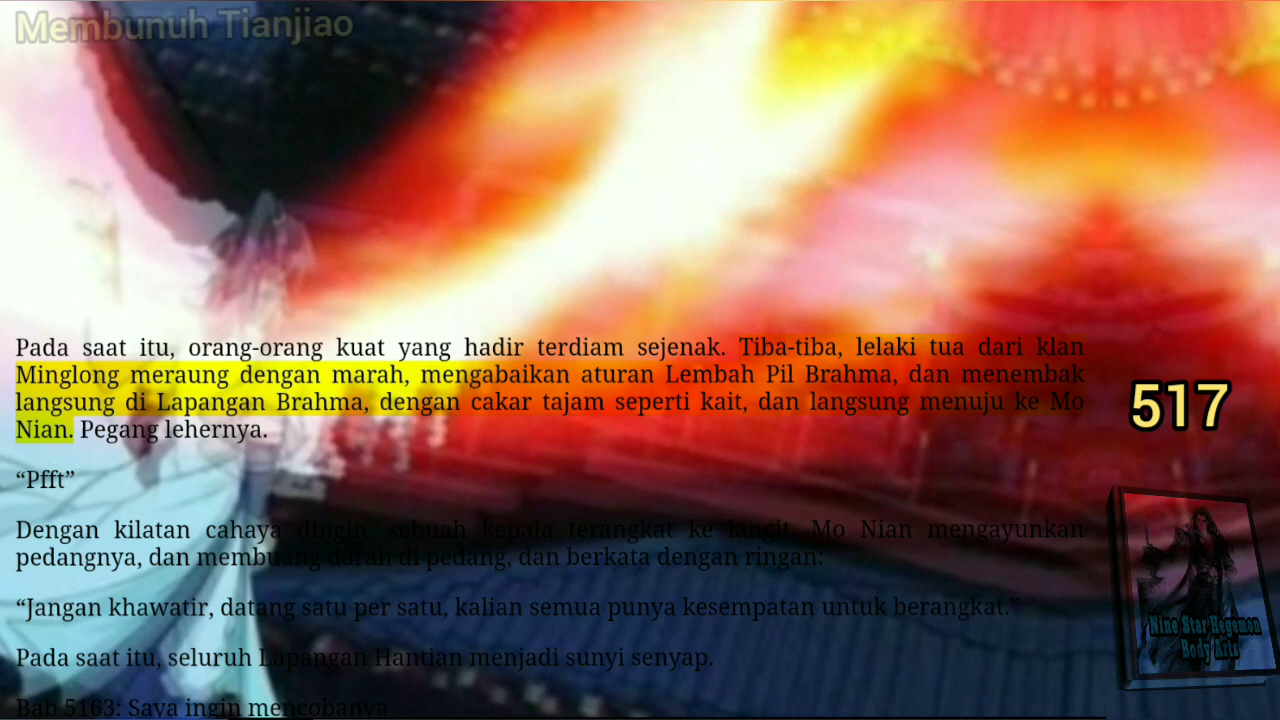 Membunuh Tianjiao
Pada saat itu, orang-orang kuat yang hadir terdiam sejenak. Tiba-tiba, lelaki tua dari klan
Minglong meraung dengan marah, mengabaikan aturan Lembah Pil Brahma, dan menembak
langsung di Lapangan Brahma, dengan cakar tajam seperti kait, dan langsung menuju ke Mo
Nian. Pegang lehernya.
“Pfft”
Dengan kilatan cahaya dingin, sebuah kepala terangkat ke langit, Mo Nian mengayunkan
pedangnya, dan membuang darah di pedang, dan berkata dengan ringan:
“Jangan khawatir, datang satu per satu, kalian semua punya kesempatan untuk berangkat.”
Pada saat itu, seluruh Lapangan Hantian menjadi sunyi senyap.
Bab 5163: Saya ingin mencobanya
517
Nine Star Hegemon
Body Arts